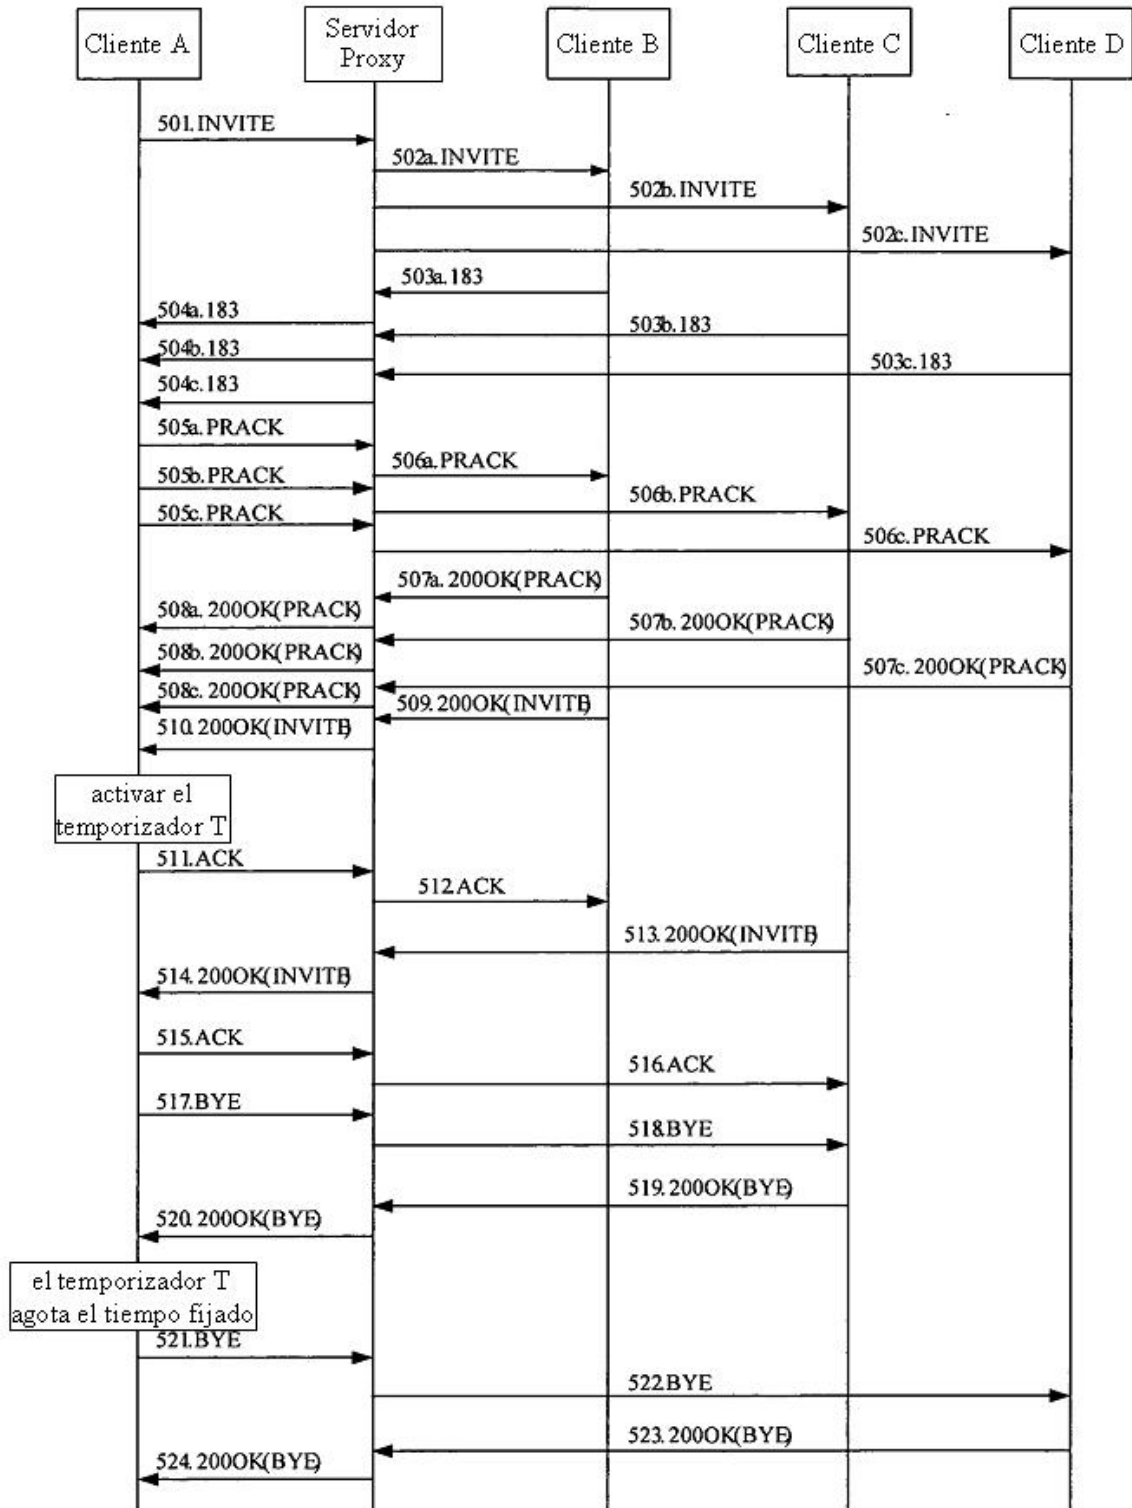 Cliente A
Servidor
Proxy
Cliente B
Cliente C
Cliente D
501.INVITE
502a.INVITE
502b.INVITE
502c.INVITE
503a.183
504a.183
503b.183
504b.183
503c.183
504c.183
505a.PRACK
506a.PRACK
505b.PRACK
506b.PRACK
505c.PRACK
506c.PRACK
507a.200OK(PRACK)
508a.200OK(PRACK)
507b.200OK(PRACK)
508b.200OK(PRACK)
507c.200OK(PRACK)
508c.200OK(PRACK)
509.200OK(INVITE)
510.200OK(INVITE)
activar el
temporizador T
511.ACK
512.ACK
513.200OK(INVITE)
514.200OK(INVITE)
515.ACK
516.ACK
517.BYE
518.BYE
519.200OK(BYE)
520.200OK(BYE)
el temporizador T
agota el tiempo fijado
521.BYE
522.BYE
523.200OK(BYE)
524.200OK(BYE)